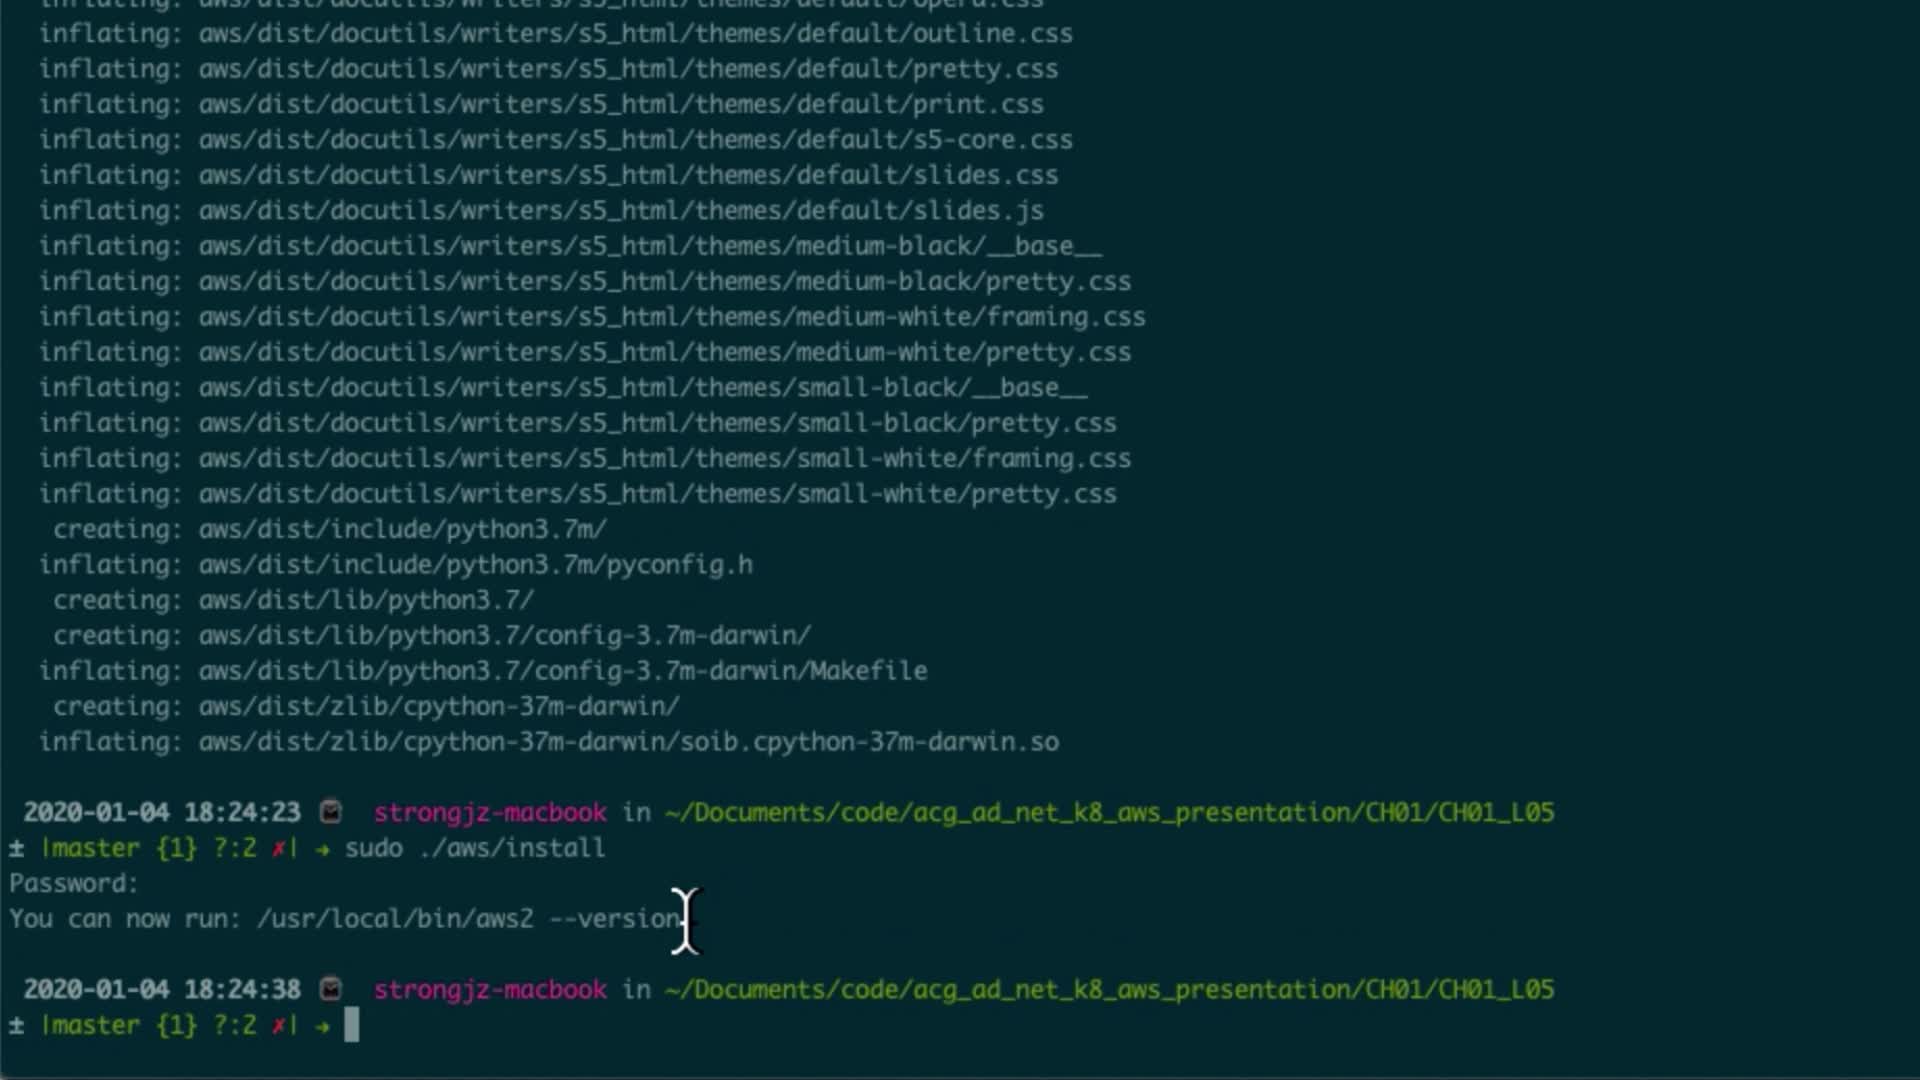 inflating: aws/dist/docutils/writers/s5_html/themes/default/opera.css
inflating: aws/dist/docutils/writers/s5_html/themes/default/outline.css
inflating: aws/dist/docutils/writers/s5_html/themes/default/pretty.css
inflating: aws/dist/docutils/writers/s5_html/themes/default/print.css
inflating: aws/dist/docutils/writers/s5_html/themes/default/s5-core.css
inflating: aws/dist/docutils/writers/s5_html/themes/default/slides.css
inflating: aws/dist/docutils/writers/s5_html/themes/default/slides.js
inflating: aws/dist/docutils/writers/s5_html/themes/medium-black/__base__
inflating: aws/dist/docutils/writers/s5_html/themes/medium-black/pretty.css
inflating: aws/dist/docutils/writers/s5_html/themes/medium-white/framing.css
inflating: aws/dist/docutils/writers/s5_html/themes/medium-white/pretty.css
inflating: aws/dist/docutils/writers/s5_html/themes/small-black/__base__
inflating: aws/dist/docutils/writers/s5_html/themes/small-black/pretty.css
inflating: aws/dist/docutils/writers/s5_html/themes/small-white/framing.css
inflating: aws/dist/docutils/writers/s5_html/themes/small-white/pretty.css
creating: aws/dist/include/python3.7m/
inflating: aws/dist/include/python3.7m/pyconfig.h
creating: aws/dist/lib/python3.7/
creating: aws/dist/lib/python3.7/config-3.7m-darwin/
inflating: aws/dist/lib/python3.7/config-3.7m-darwin/Makefile
creating: aws/dist/zlib/cpython-37m-darwin/
inflating: aws/dist/zlib/cpython-37m-darwin/soib.cpython-37m-darwin.so
2020-01-04 18:24:23 strongjz-macbook in ~/Documents/code/acg_ad_net_k8_aws_presentation/CH01/CH01_L05
± |master {1} ?:2 ✗| → sudo ./aws/install
Password:
You can now run: /usr/local/bin/aws2 --version
2020-01-04 18:24:38 strongjz-macbook in ~/Documents/code/acg_ad_net_k8_aws_presentation/CH01/CH01_L05
± |master {1} ?:2 ✗| →